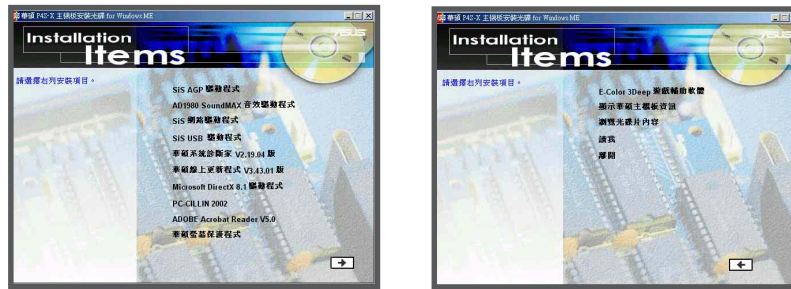 華碩 P4S-X 主機板安裝光碟 for Windows ME
Installation
Items
ASUS
請選擇右列安裝項目。
SiS AGP 驅動程式
AD1980 SoundMAX 音效驅動程式
SiS 網路驅動程式
SiS USB 驅動程式
華碩系統診斷家 V2.19.04 版
華碩線上更新程式 V3.43.01 版
Microsoft DirectX 8.1 驅動程式
PC-CILLIN 2002
ADOBE Acrobat Reader V5.0
華碩螢幕保護程式
華碩 P4S-X 主機板安裝光碟 for Windows ME
Installation
Items
ASUS
請選擇右列安裝項目。
E-Color 3Deep 遊戲輔助軟體
顯示華碩主機板資訊
瀏覽光碟片內容
讀我
離開